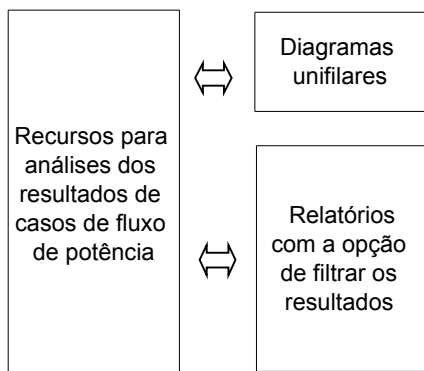 Recursos para
análises dos
resultados de
casos de fluxo
de potência
Diagramas
unifilares
Relatórios
com a opção
de filtrar os
resultados